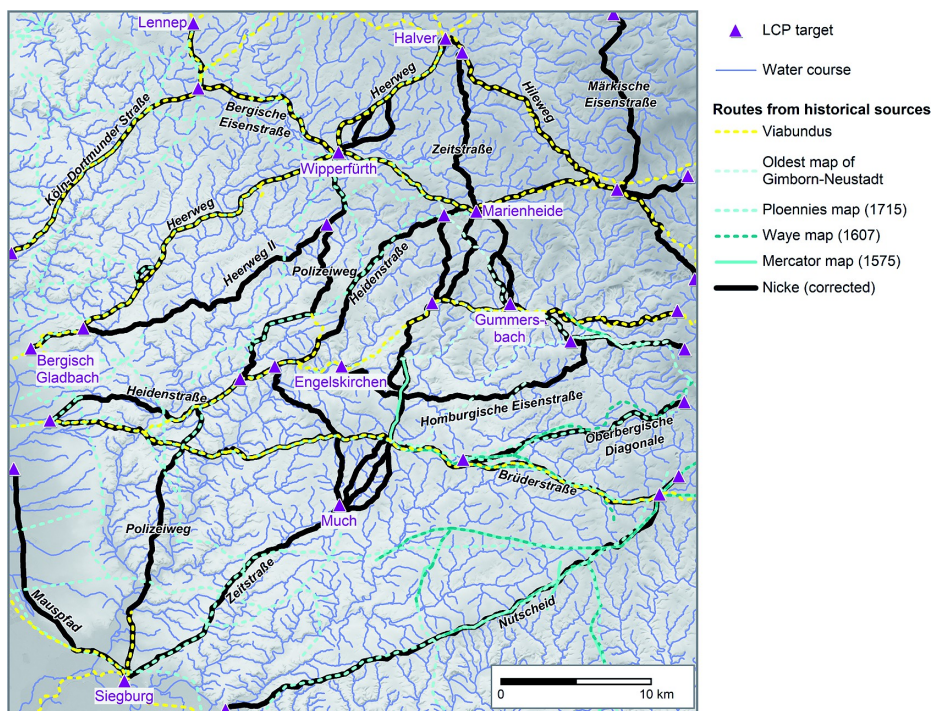 Lennep
Halver
Heerweg
Märkische
Eisenstraße
Hileweg
Bergische
Eisenstraße
Köln-Dortmunder Straße
Zeitstraße
Wipperfürth
Heerweg
Marienheide
Heerweg II
Polizeiweg
Heidenstraße
Gummers-
bach
Bergisch
Gladbach
Engelskirchen
Heidenstraße
Homburgische Eisenstraße
Oberbergische
Diagonale
Brüderstraße
Much
Polizeiweg
Zeitstraße
Mauspfad
Nutscheid
Siegburg
0 10 km
LCP target
Water course
Routes from historical sources
Viabundus
Oldest map of
Gimborn-Neustadt
Ploennies map (1715)
Waye map (1607)
Mercator map (1575)
Nicke (corrected)